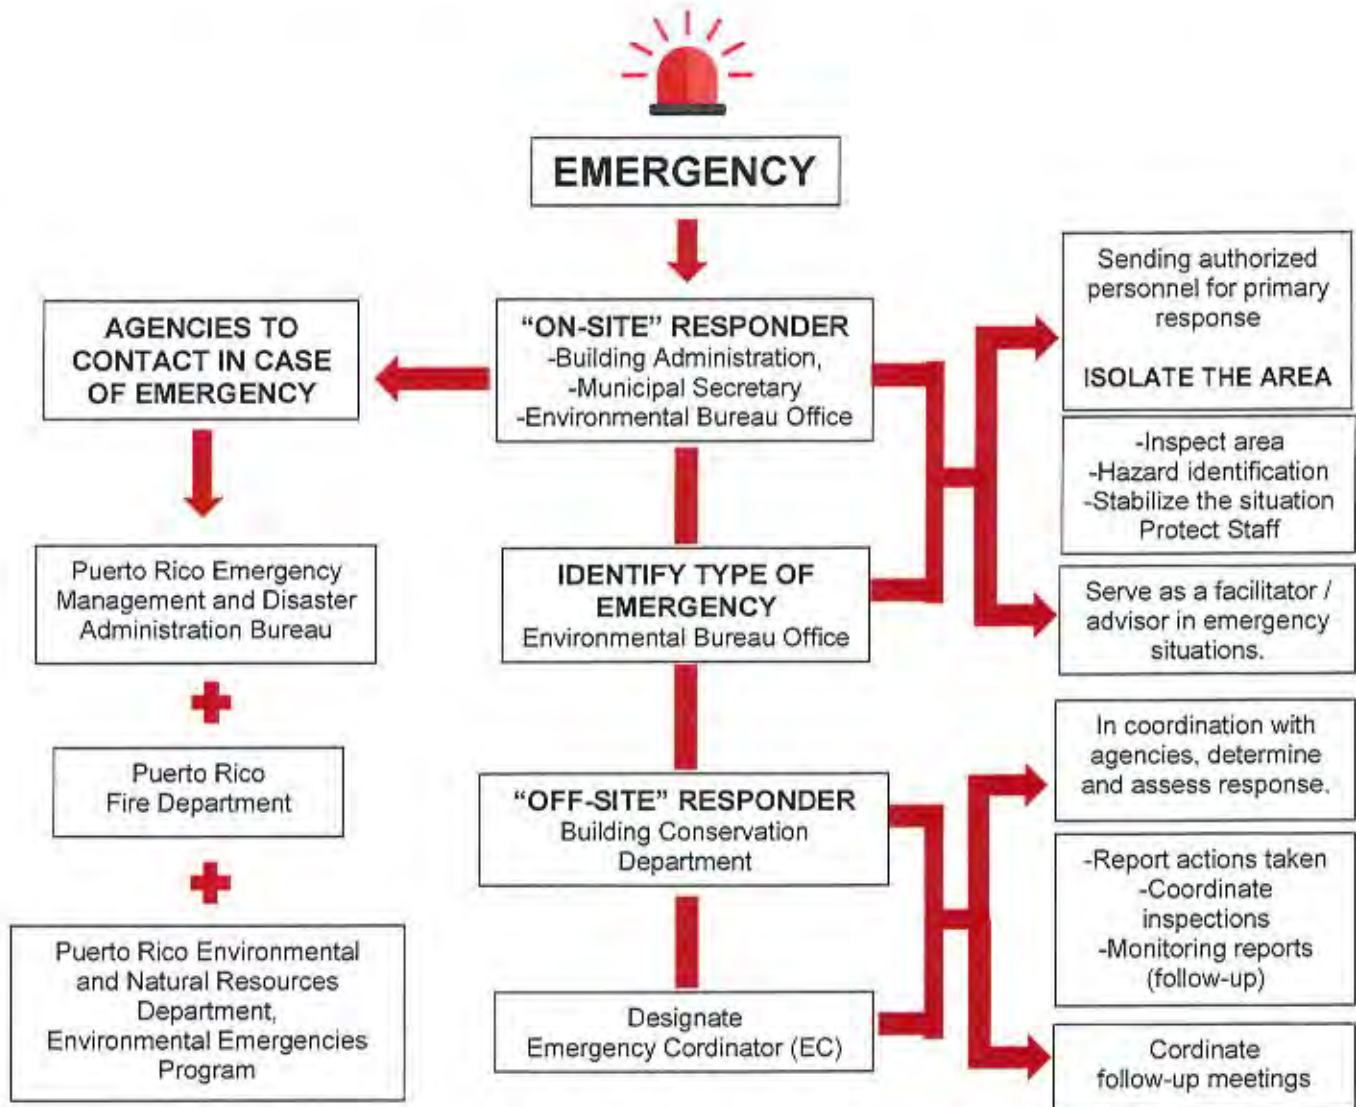 EMERGENCY
AGENCIES TO
CONTACT IN CASE
OF EMERGENCY
Puerto Rico Emergency
Management and Disaster
Administration Bureau
Puerto Rico
Fire Department
Puerto Rico Environmental
and Natural Resources
Department,
Environmental Emergencies
Program
“ON-SITE” RESPONDER
-Building Administration,
-Municipal Secretary
-Environmental Bureau Office
IDENTIFY TYPE OF
EMERGENCY
Environmental Bureau Office
“OFF-SITE” RESPONDER
Building Conservation
Department
Designate
Emergency Cordinator (EC)
Sending authorized
personnel for primary
response
ISOLATE THE AREA
-Inspect area
-Hazard identification
-Stabilize the situation
Protect Staff
Serve as a facilitator /
advisor in emergency
situations.
In coordination with
agencies, determine
and assess response.
-Report actions taken
-Coordinate
inspections
-Monitoring reports
(follow-up)
Cordinate
follow-up meetings